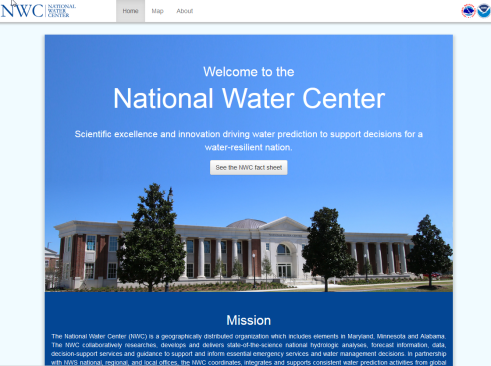 NWC NATIONAL
WATER
CENTER
Home Map About
Welcome to the
National Water Center
Scientific excellence and innovation driving water prediction to support decisions for a
water-resilient nation.
See the NWC fact sheet
Mission
The National Water Center (NWC) is a geographically distributed organization which includes elements in Maryland, Minnesota and Alabama.
The NWC collaboratively researches, develops and delivers state-of-the-science national hydrologic analyses, forecast information, data,
decision-support services and guidance to support and inform essential emergency services and water management decisions. In partnership
with NWS national, regional, and local offices, the NWC coordinates, integrates and supports consistent water prediction activities from global